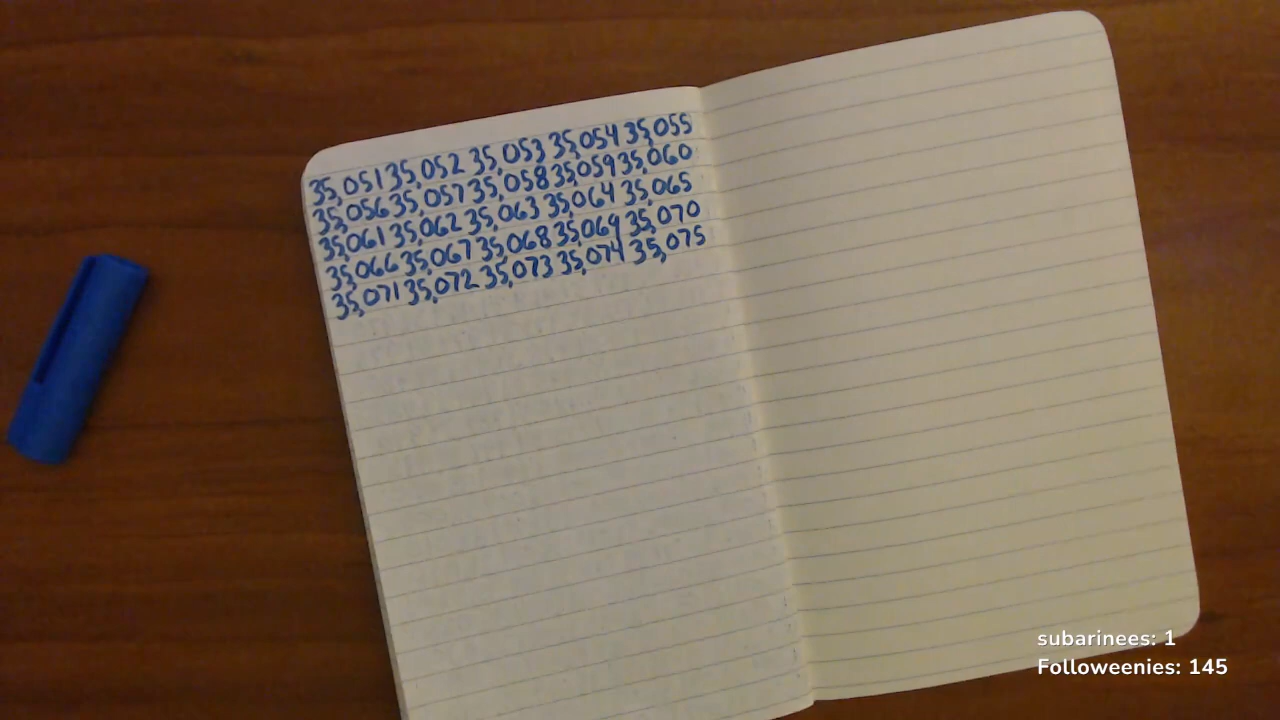 35,051 35,052 35,053 35,054 35,055
35,056 35,057 35,058 35,059 35,060
35,061 35,062 35,063 35,064 35,065
35,066 35,067 35,068 35,069 35,070
35,071 35,072 35,073 35,074 35,075
subarinees: 1
Followeenies: 145